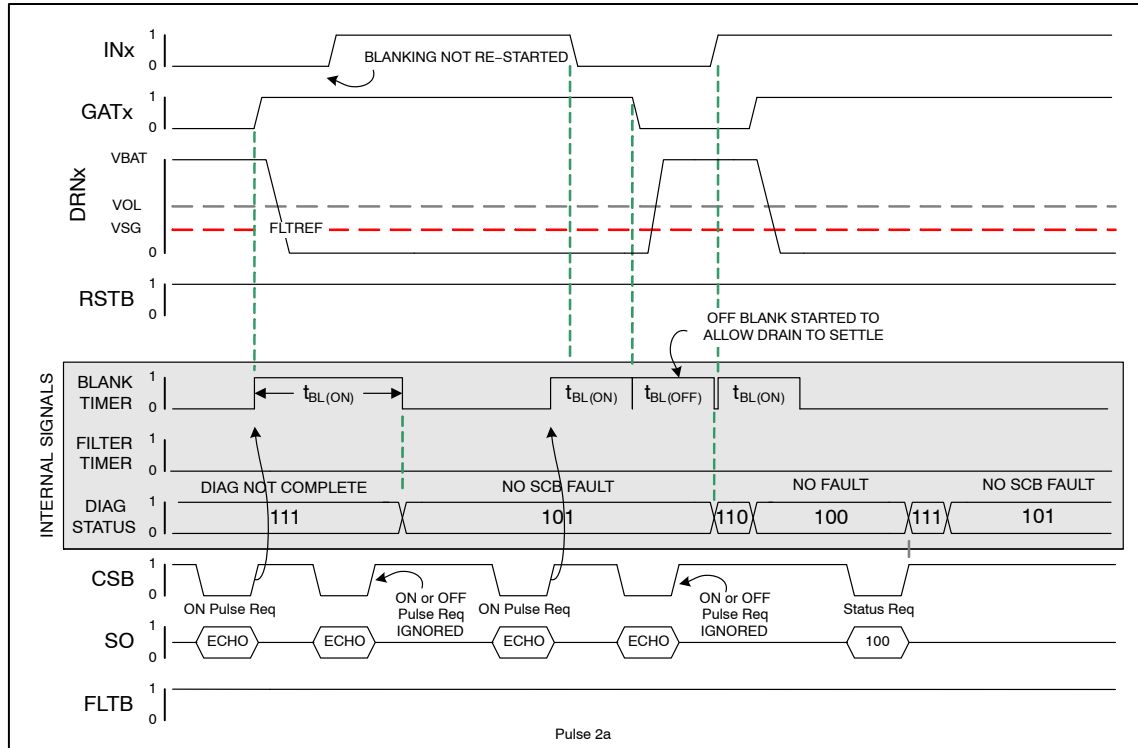 INx
1
0
BLANKING NOT RE-STARTED
GATx
1
0
DRNx
VBAT
VOL
VSG
0
FLTREF
RSTB
1
0
OFF BLANK STARTED TO
ALLOW DRAIN TO SETTLE
INTERNAL SIGNALS
BLANK
TIMER
1
0
tBL(ON)
tBL(ON)
tBL(OFF)
tBL(ON)
FILTER
TIMER
1
0
DIAG NOT COMPLETE
NO SCB FAULT
NO FAULT
NO SCB FAULT
DIAG
STATUS
1
0
111
101
110
100
111
101
CSB
1
0
ON Pulse Req
ON or OFF
Pulse Req
IGNORED
ON Pulse Req
ON or OFF
Pulse Req
IGNORED
Status Req
SO
1
0
ECHO
ECHO
ECHO
ECHO
100
FLTB
1
0
Pulse 2a